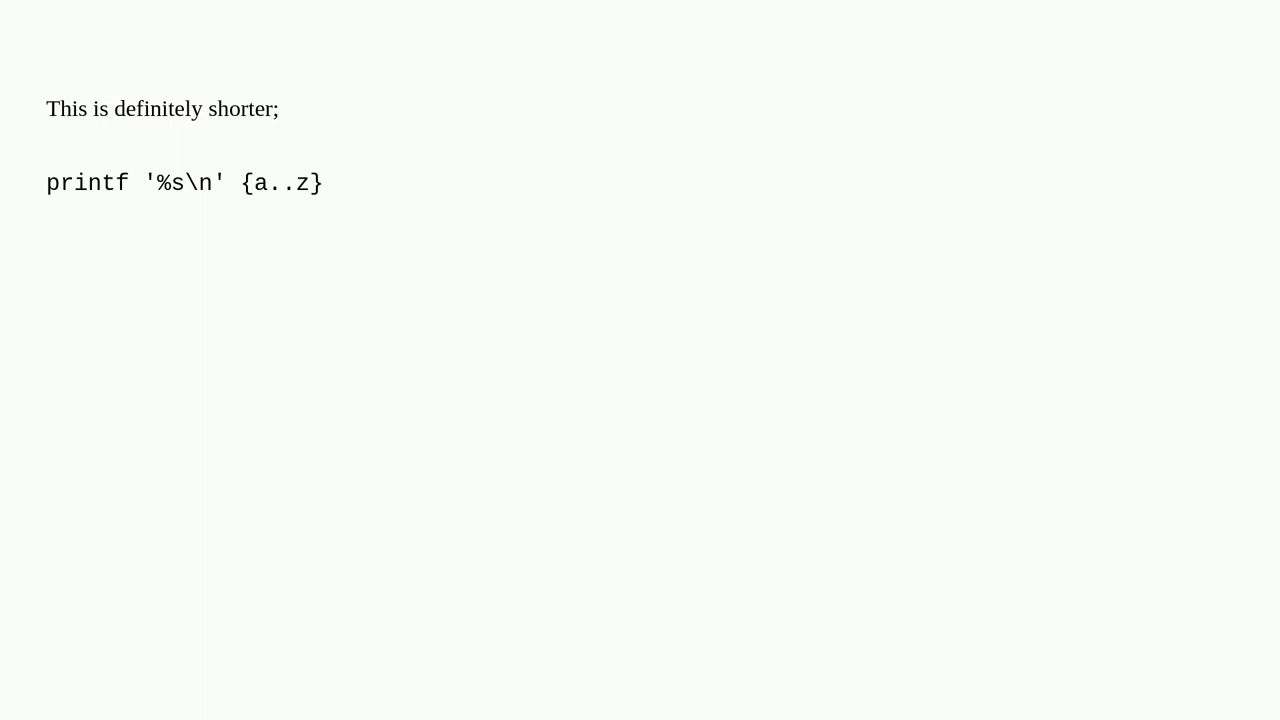 This is definitely shorter;
printf '%s\n' {a..z}